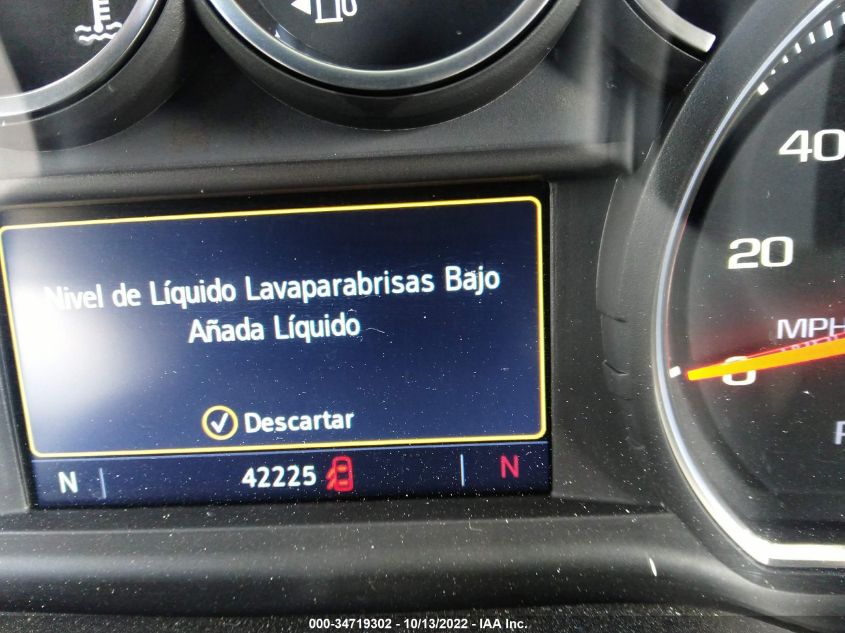 Nivel de Líquido Lavaparabrisas Bajo
Añada Líquido
Descartar
N 42225 N
40
20
MPH
0
000-34719302 - 10/13/2022 - IAA Inc.